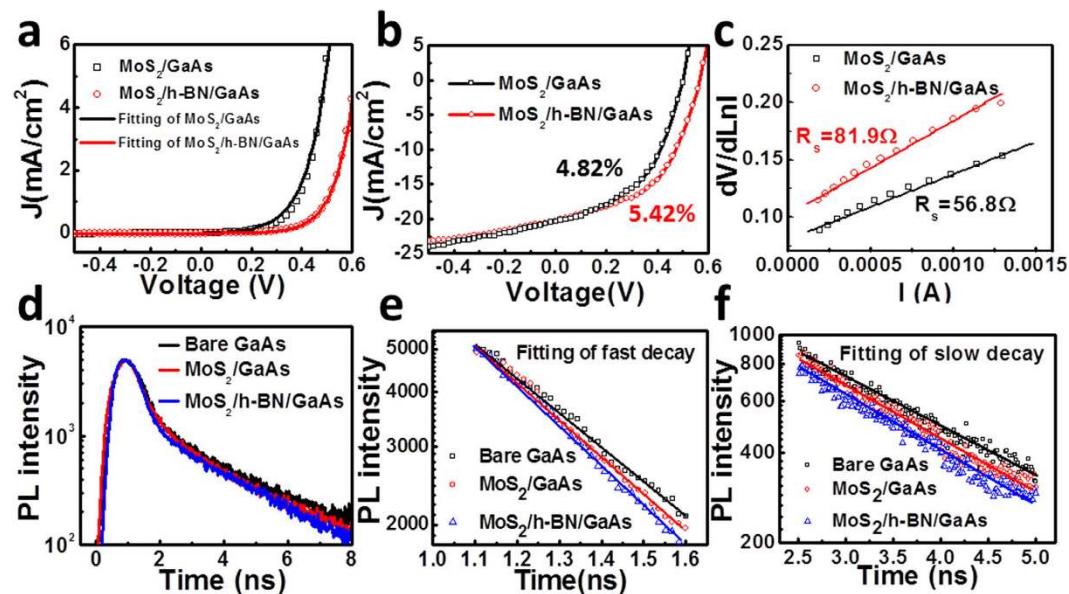 a
J(mA/cm²)
6
4
2
0
MoS₂/GaAs
MoS₂/h-BN/GaAs
Fitting of MoS₂/GaAs
Fitting of MoS₂/h-BN/GaAs
-0.4 -0.2 0.0 0.2 0.4 0.6
Voltage (V)
b
J(mA/cm²)
5
0
-5
-10
-15
-20
-25
MoS₂/GaAs
MoS₂/h-BN/GaAs
4.82%
5.42%
-0.4 -0.2 0.0 0.2 0.4 0.6
Voltage(V)
c
dV/dLnI
0.25
0.20
0.15
0.10
MoS₂/GaAs
MoS₂/h-BN/GaAs
Rₛ=81.9Ω
Rₛ=56.8Ω
0.0000 0.0005 0.0010 0.0015
I (A)
d
PL intensity
10⁴
10³
10²
Bare GaAs
MoS₂/GaAs
MoS₂/h-BN/GaAs
0 2 4 6 8
Time (ns)
e
PL intensity
5000
4000
3000
2000
Fitting of fast decay
Bare GaAs
MoS₂/GaAs
MoS₂/h-BN/GaAs
1.0 1.1 1.2 1.3 1.4 1.5 1.6
Time(ns)
f
PL intensity
1000
800
600
400
200
Fitting of slow decay
Bare GaAs
MoS₂/GaAs
MoS₂/h-BN/GaAs
2.5 3.0 3.5 4.0 4.5 5.0
Time (ns)